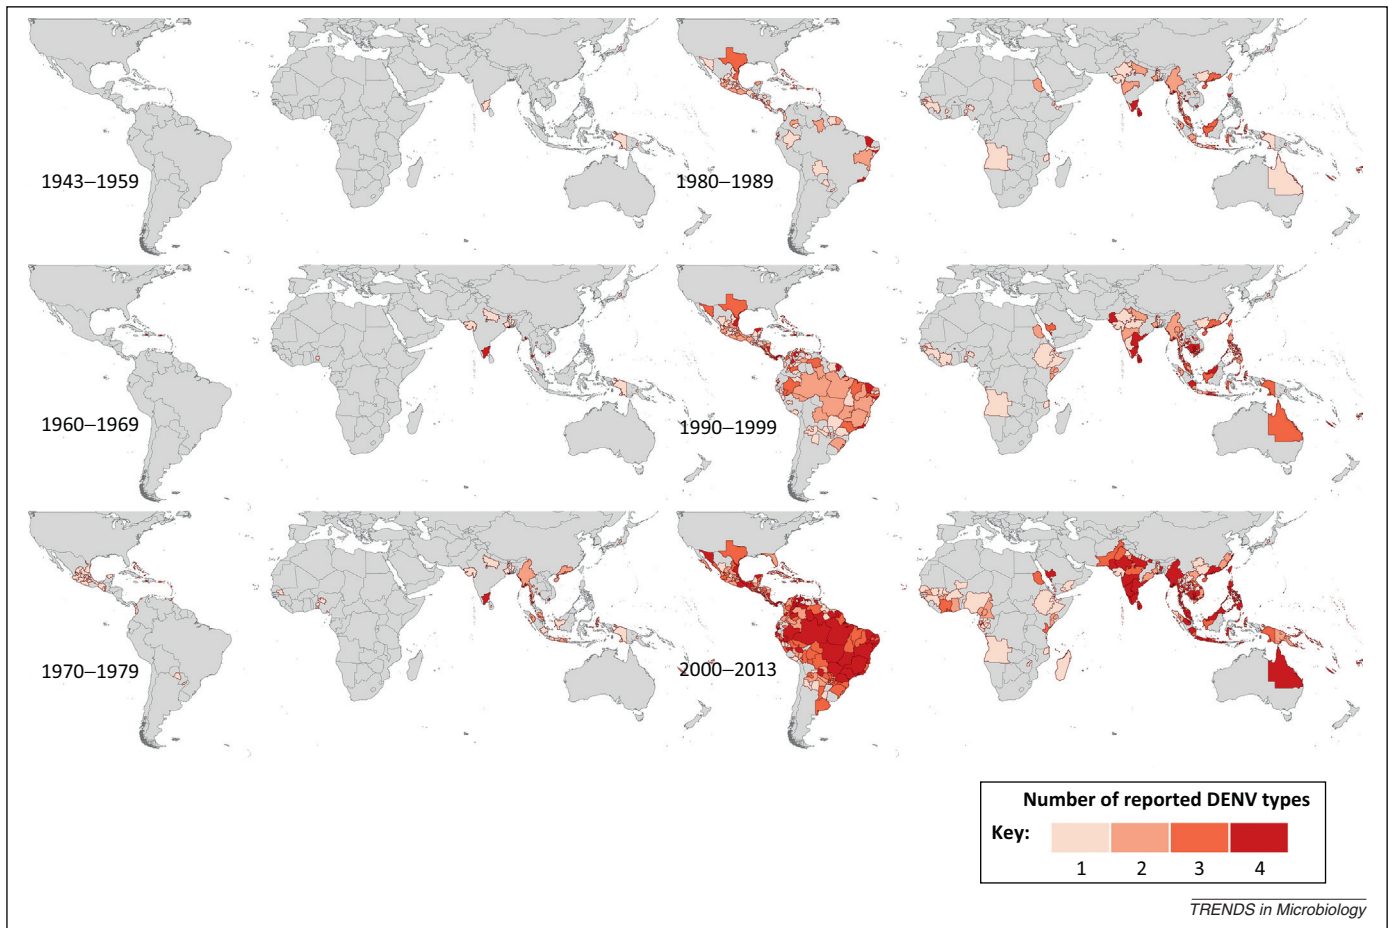 1943–1959
1980–1989
1960–1969
1990–1999
1970–1979
2000–2013
Number of reported DENV types
Key:
1 2 3 4
TRENDS in Microbiology